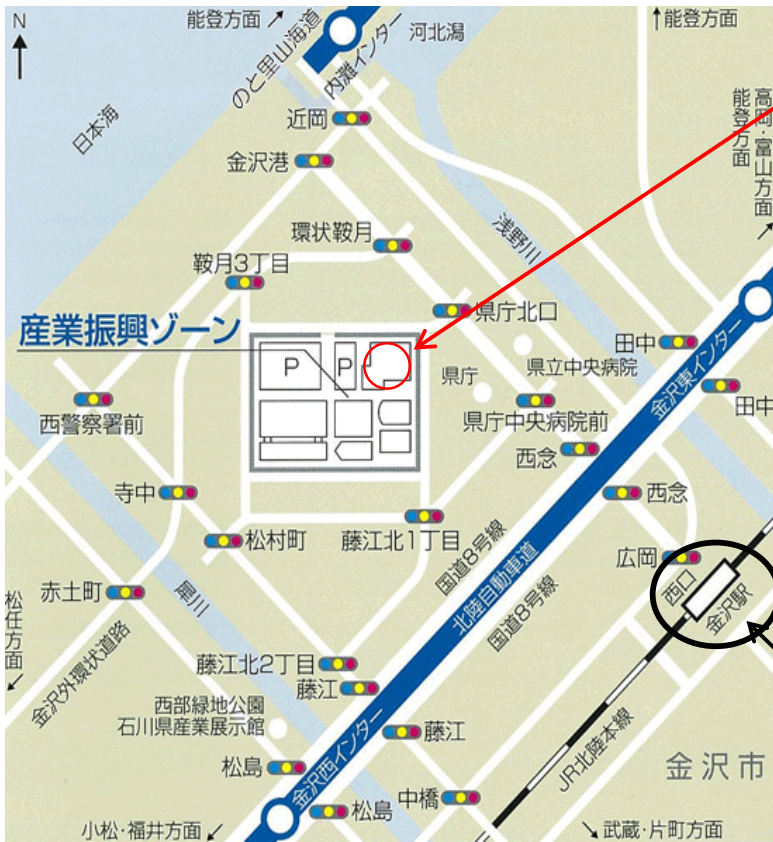 N
能登方面
河北潟
能登方面
のと里山海道
内灘インター
日本海
近岡
高岡・富山方面
能登方面
金沢港
浅野川
環状鞍月
鞍月3丁目
産業振興ゾーン
県庁北口
P
P
県庁
県立中央病院
田中
金沢東インター
田中
西警察署前
県庁中央病院前
西念
西念
寺中
松村町
藤江北1丁目
国道8号線
北陸自動車道
国道8号線
広岡
西口
金沢駅
赤土町
松任方面
犀川
金沢外環状道路
藤江北2丁目
藤江
西部緑地公園
石川県産業展示館
藤江
金沢西インター
松島
松島
中橋
JR北陸本線
金沢市
小松・福井方面
武蔵・片町方面